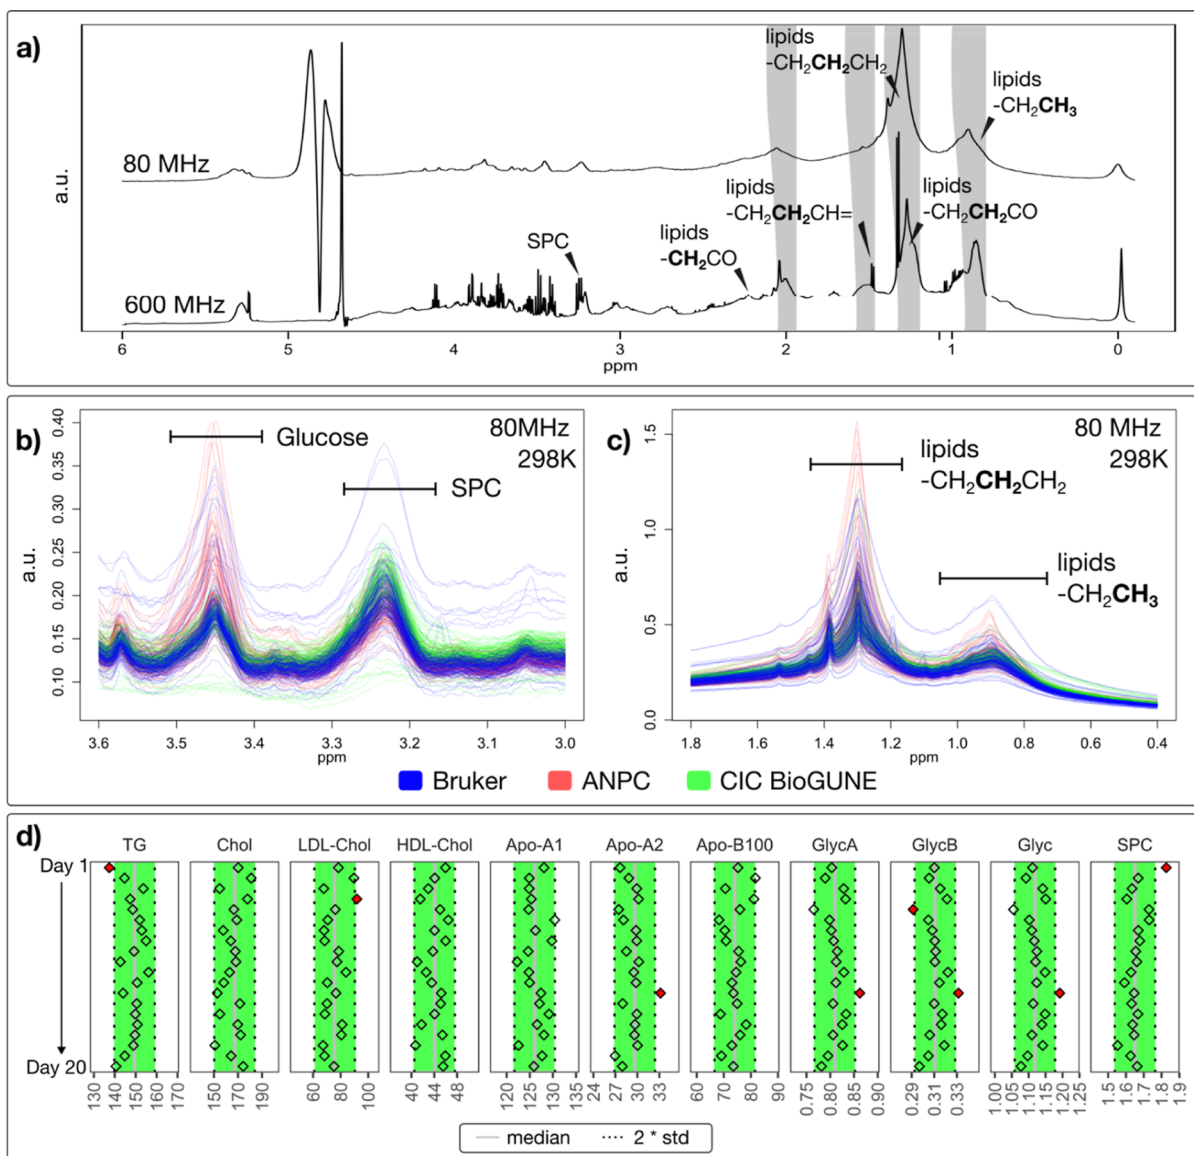 a)
lipids
-CH₂CH₂CH₂
lipids
-CH₂CH₃
80 MHz
a.u.
lipids
-CH₂CH₂CH=
lipids
-CH₂CH₂CO
SPC
lipids
-CH₂CO
600 MHz
6 5 4 3 2 1 0
ppm
b)
Glucose
80MHz
298K
SPC
a.u.
0.40
0.35
0.30
0.25
0.20
0.15
0.10
3.6 3.5 3.4 3.3 3.2 3.1 3.0
ppm
c)
80 MHz
298K
lipids
-CH₂CH₂CH₂
lipids
-CH₂CH₃
a.u.
1.5
1.0
0.5
0.0
1.8 1.6 1.4 1.2 1.0 0.8 0.6 0.4
ppm
Bruker ANPC CIC BioGUNE
d)
TG Chol LDL-Chol HDL-Chol Apo-A1 Apo-A2 Apo-B100 GlycA GlycB Glyc SPC
Day 1
Day 20
130 140 150 160 170
150 170 190
60 80 100
40 44 48
120 125 130 135
24 27 30 33
60 70 80 90
0.75 0.80 0.85 0.90
0.29 0.31 0.33
1.00 1.05 1.10 1.15 1.20 1.25
1.5 1.6 1.7 1.8 1.9
median 2 * std